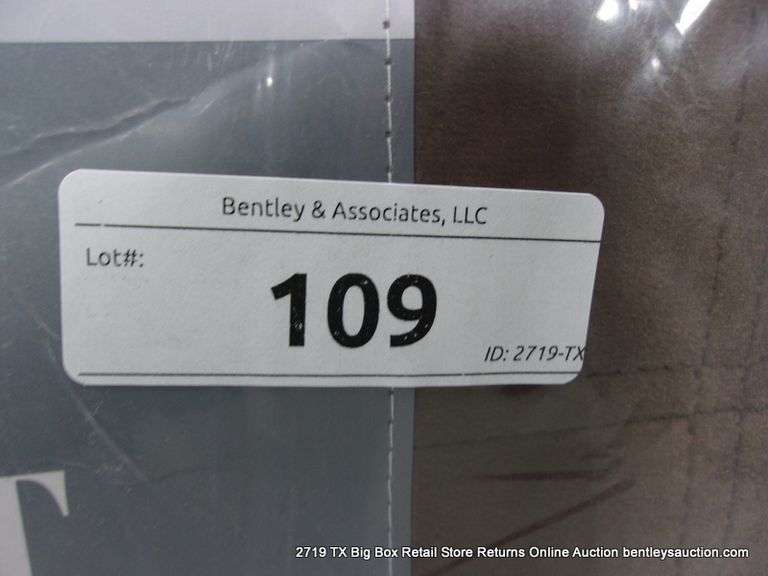 Bentley & Associates, LLC
Lot#:
109
ID: 2719-TX
T
2719 TX Big Box Retail Store Returns Online Auction bentleysauction.com